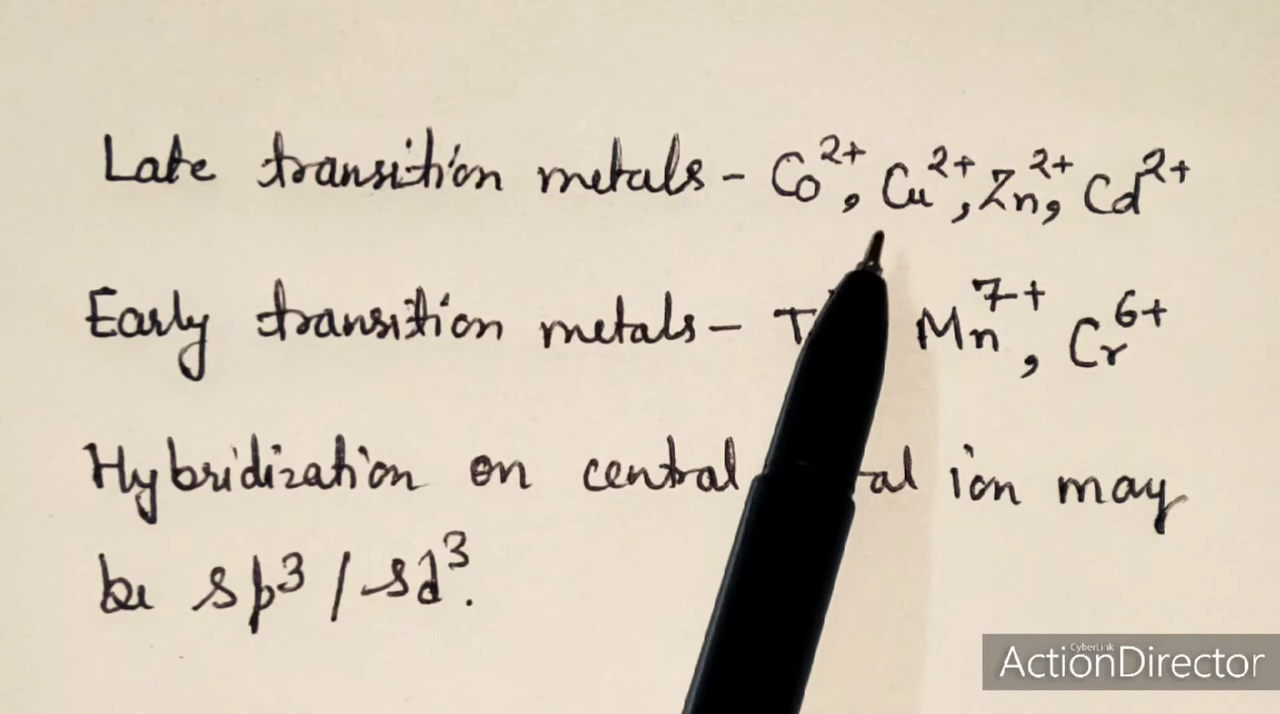 Late transition metals - Co²⁺, Cu²⁺, Zn²⁺, Cd²⁺
Early transition metals - Mn⁷⁺, Cr⁶⁺
Hybridization on central ion may
be sp³/sd³.
CyberLink
ActionDirector